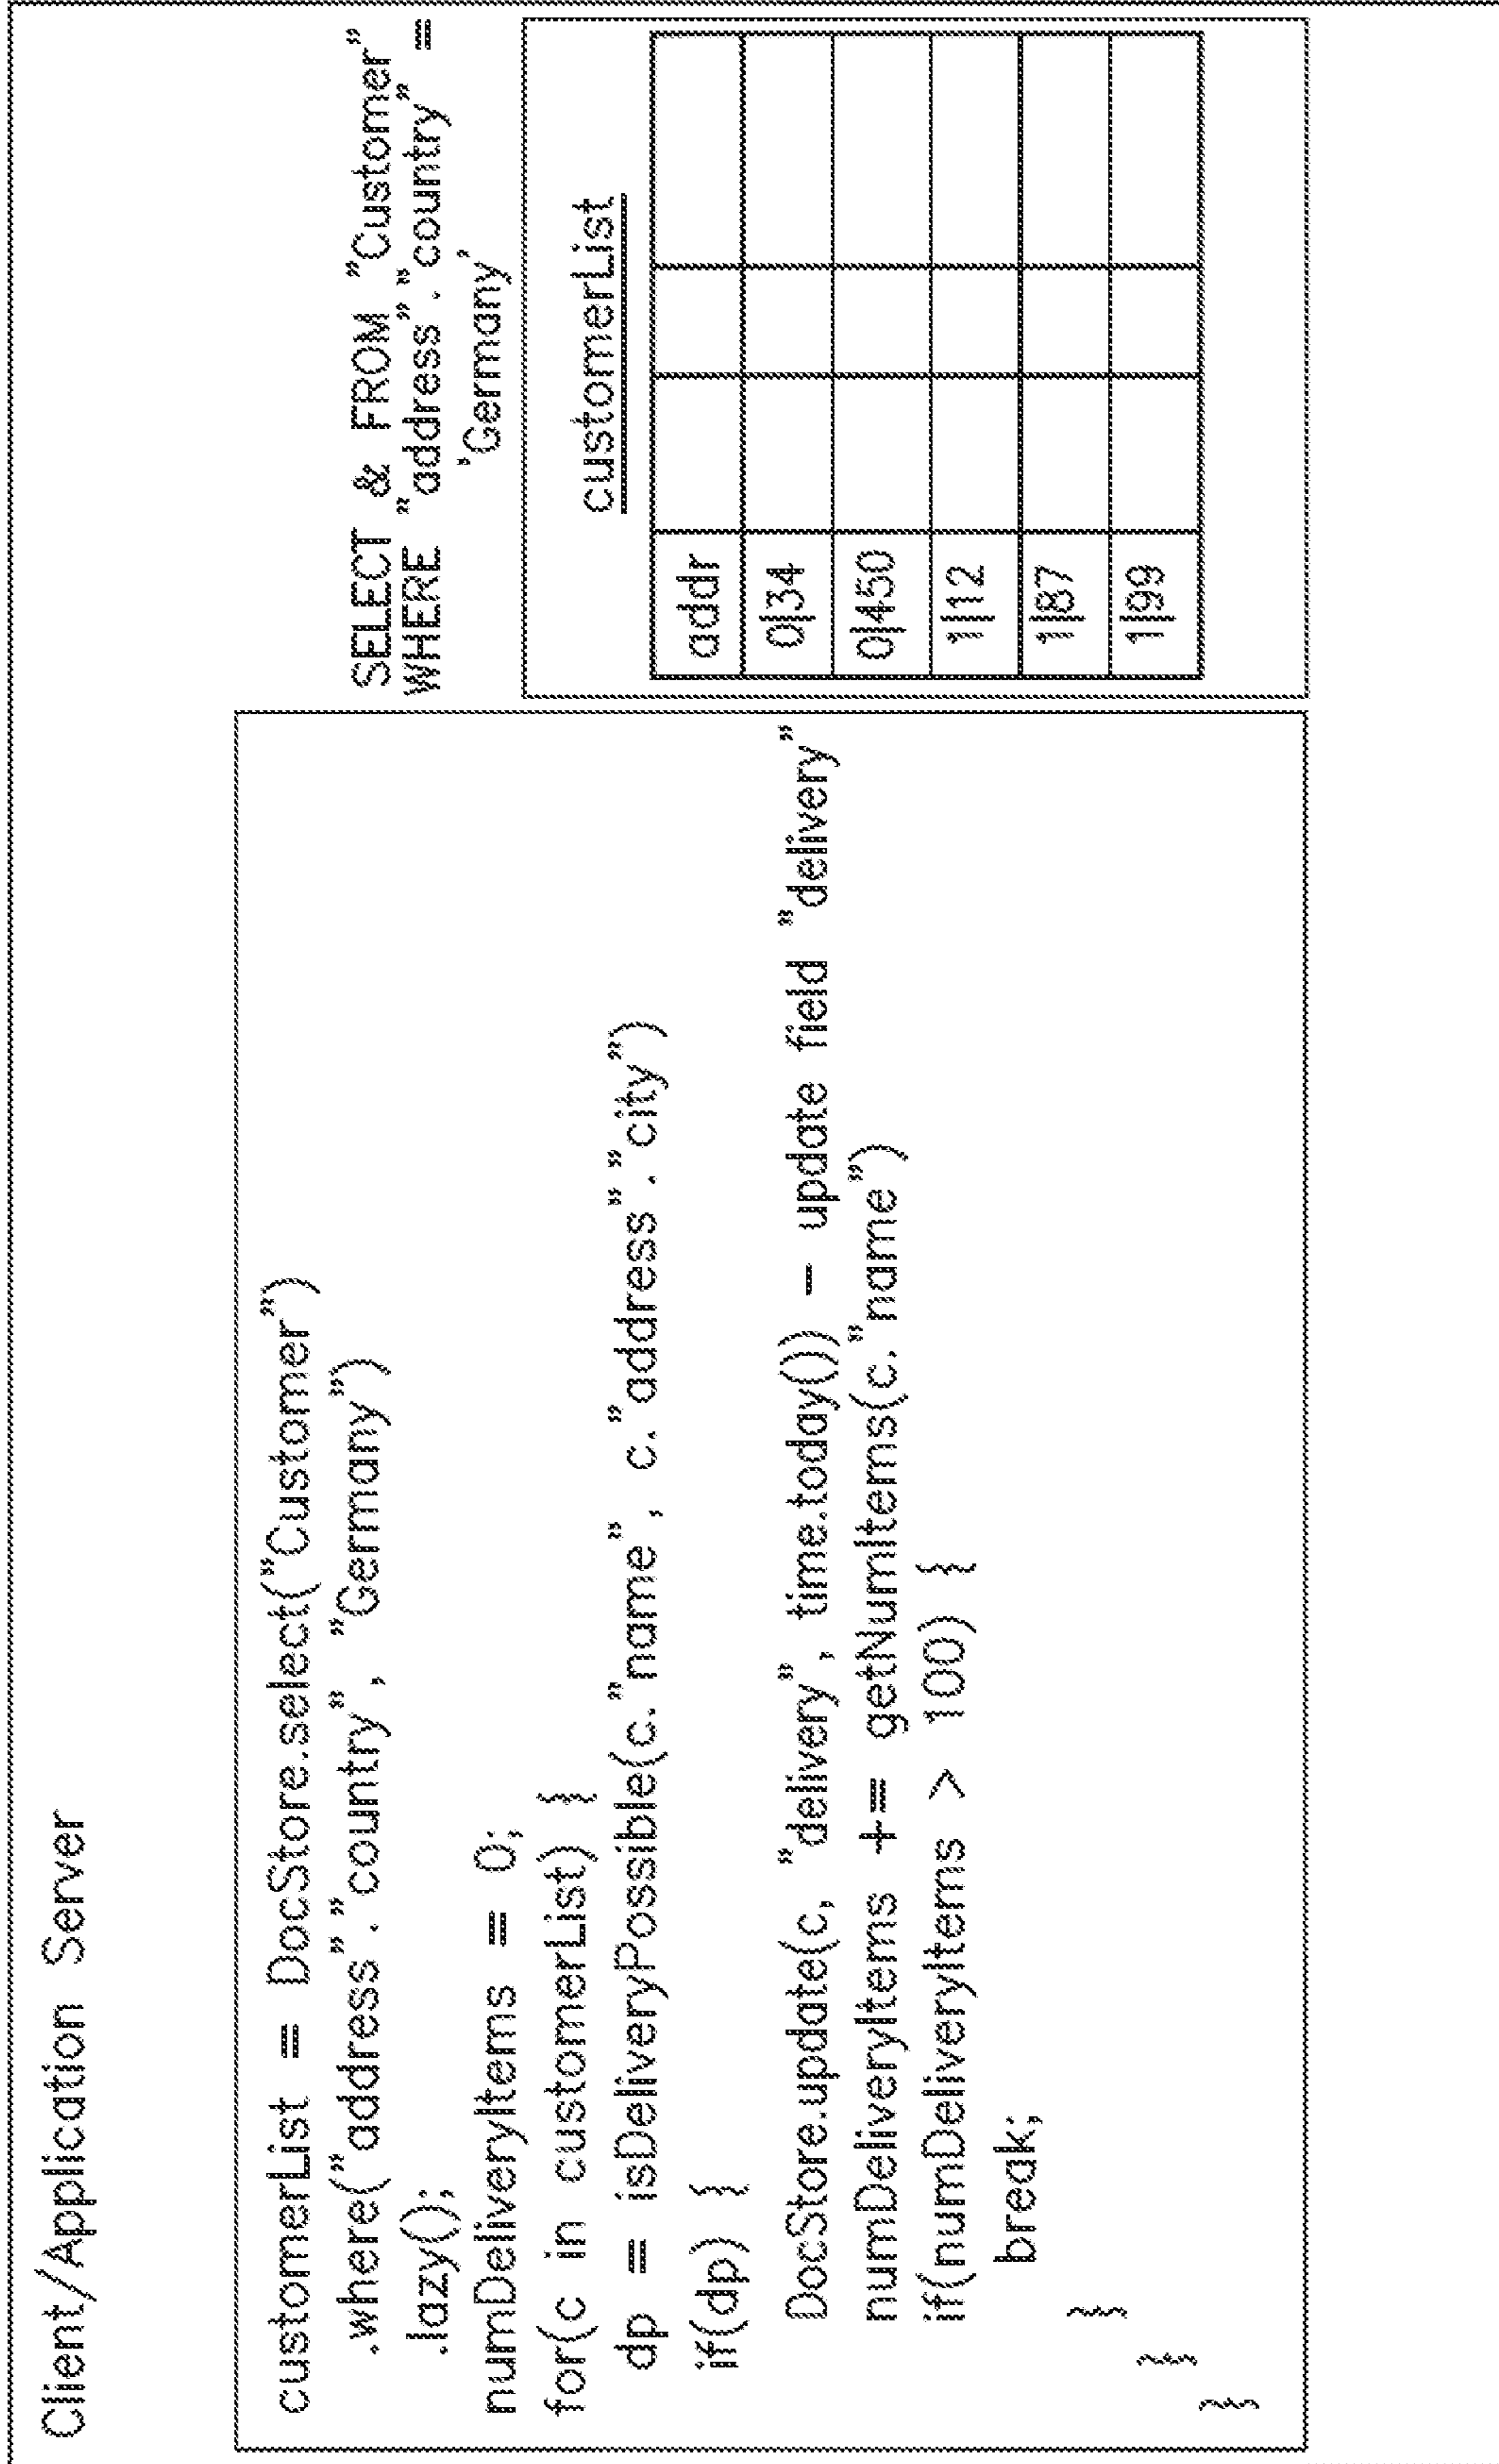 Client/Application Server
customerList = DocStore.select("Customer")
.where("address"."country", "Germany")
.lazy();
numDeliveryItems = 0;
for(c in customerList) {
dp = isDeliveryPossible(c."name", c."address"."city")
if(dp) {
DocStore.update(c, "delivery", time.today()) – update field "delivery"
numDeliveryItems += getNumItems(c."name")
if(numDeliveryItems > 100) {
break;
}
}
}
SELECT & FROM "Customer"
WHERE "address"."country" =
'Germany'
customerList
addr
0|34
0|450
1|12
1|87
1|99